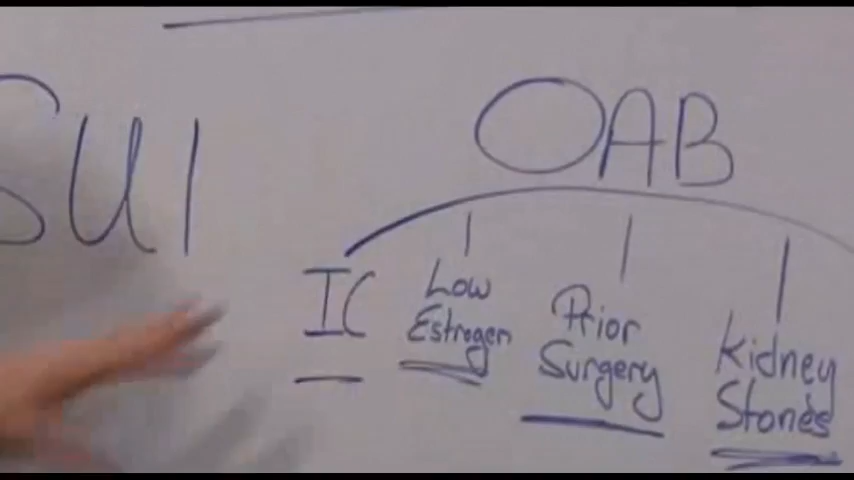 SUI
OAB
IC
Low
Estrogen
Prior
Surgery
Kidney
Stones